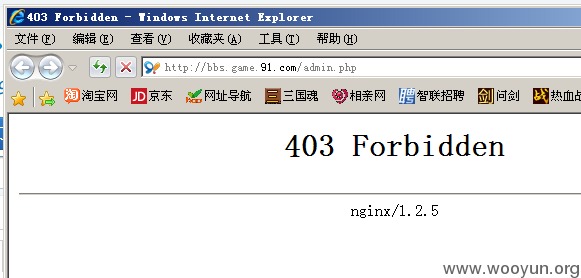 403 Forbidden - Windows Internet Explorer
文件(F) 编辑(E) 查看(V) 收藏夹(A) 工具(T) 帮助(H)
http://bbs.game.91.com/admin.php
淘宝网 京东 网址导航 三国魂 相亲网 智联招聘 问剑 热血战
403 Forbidden
nginx/1.2.5
www.wooyun.org